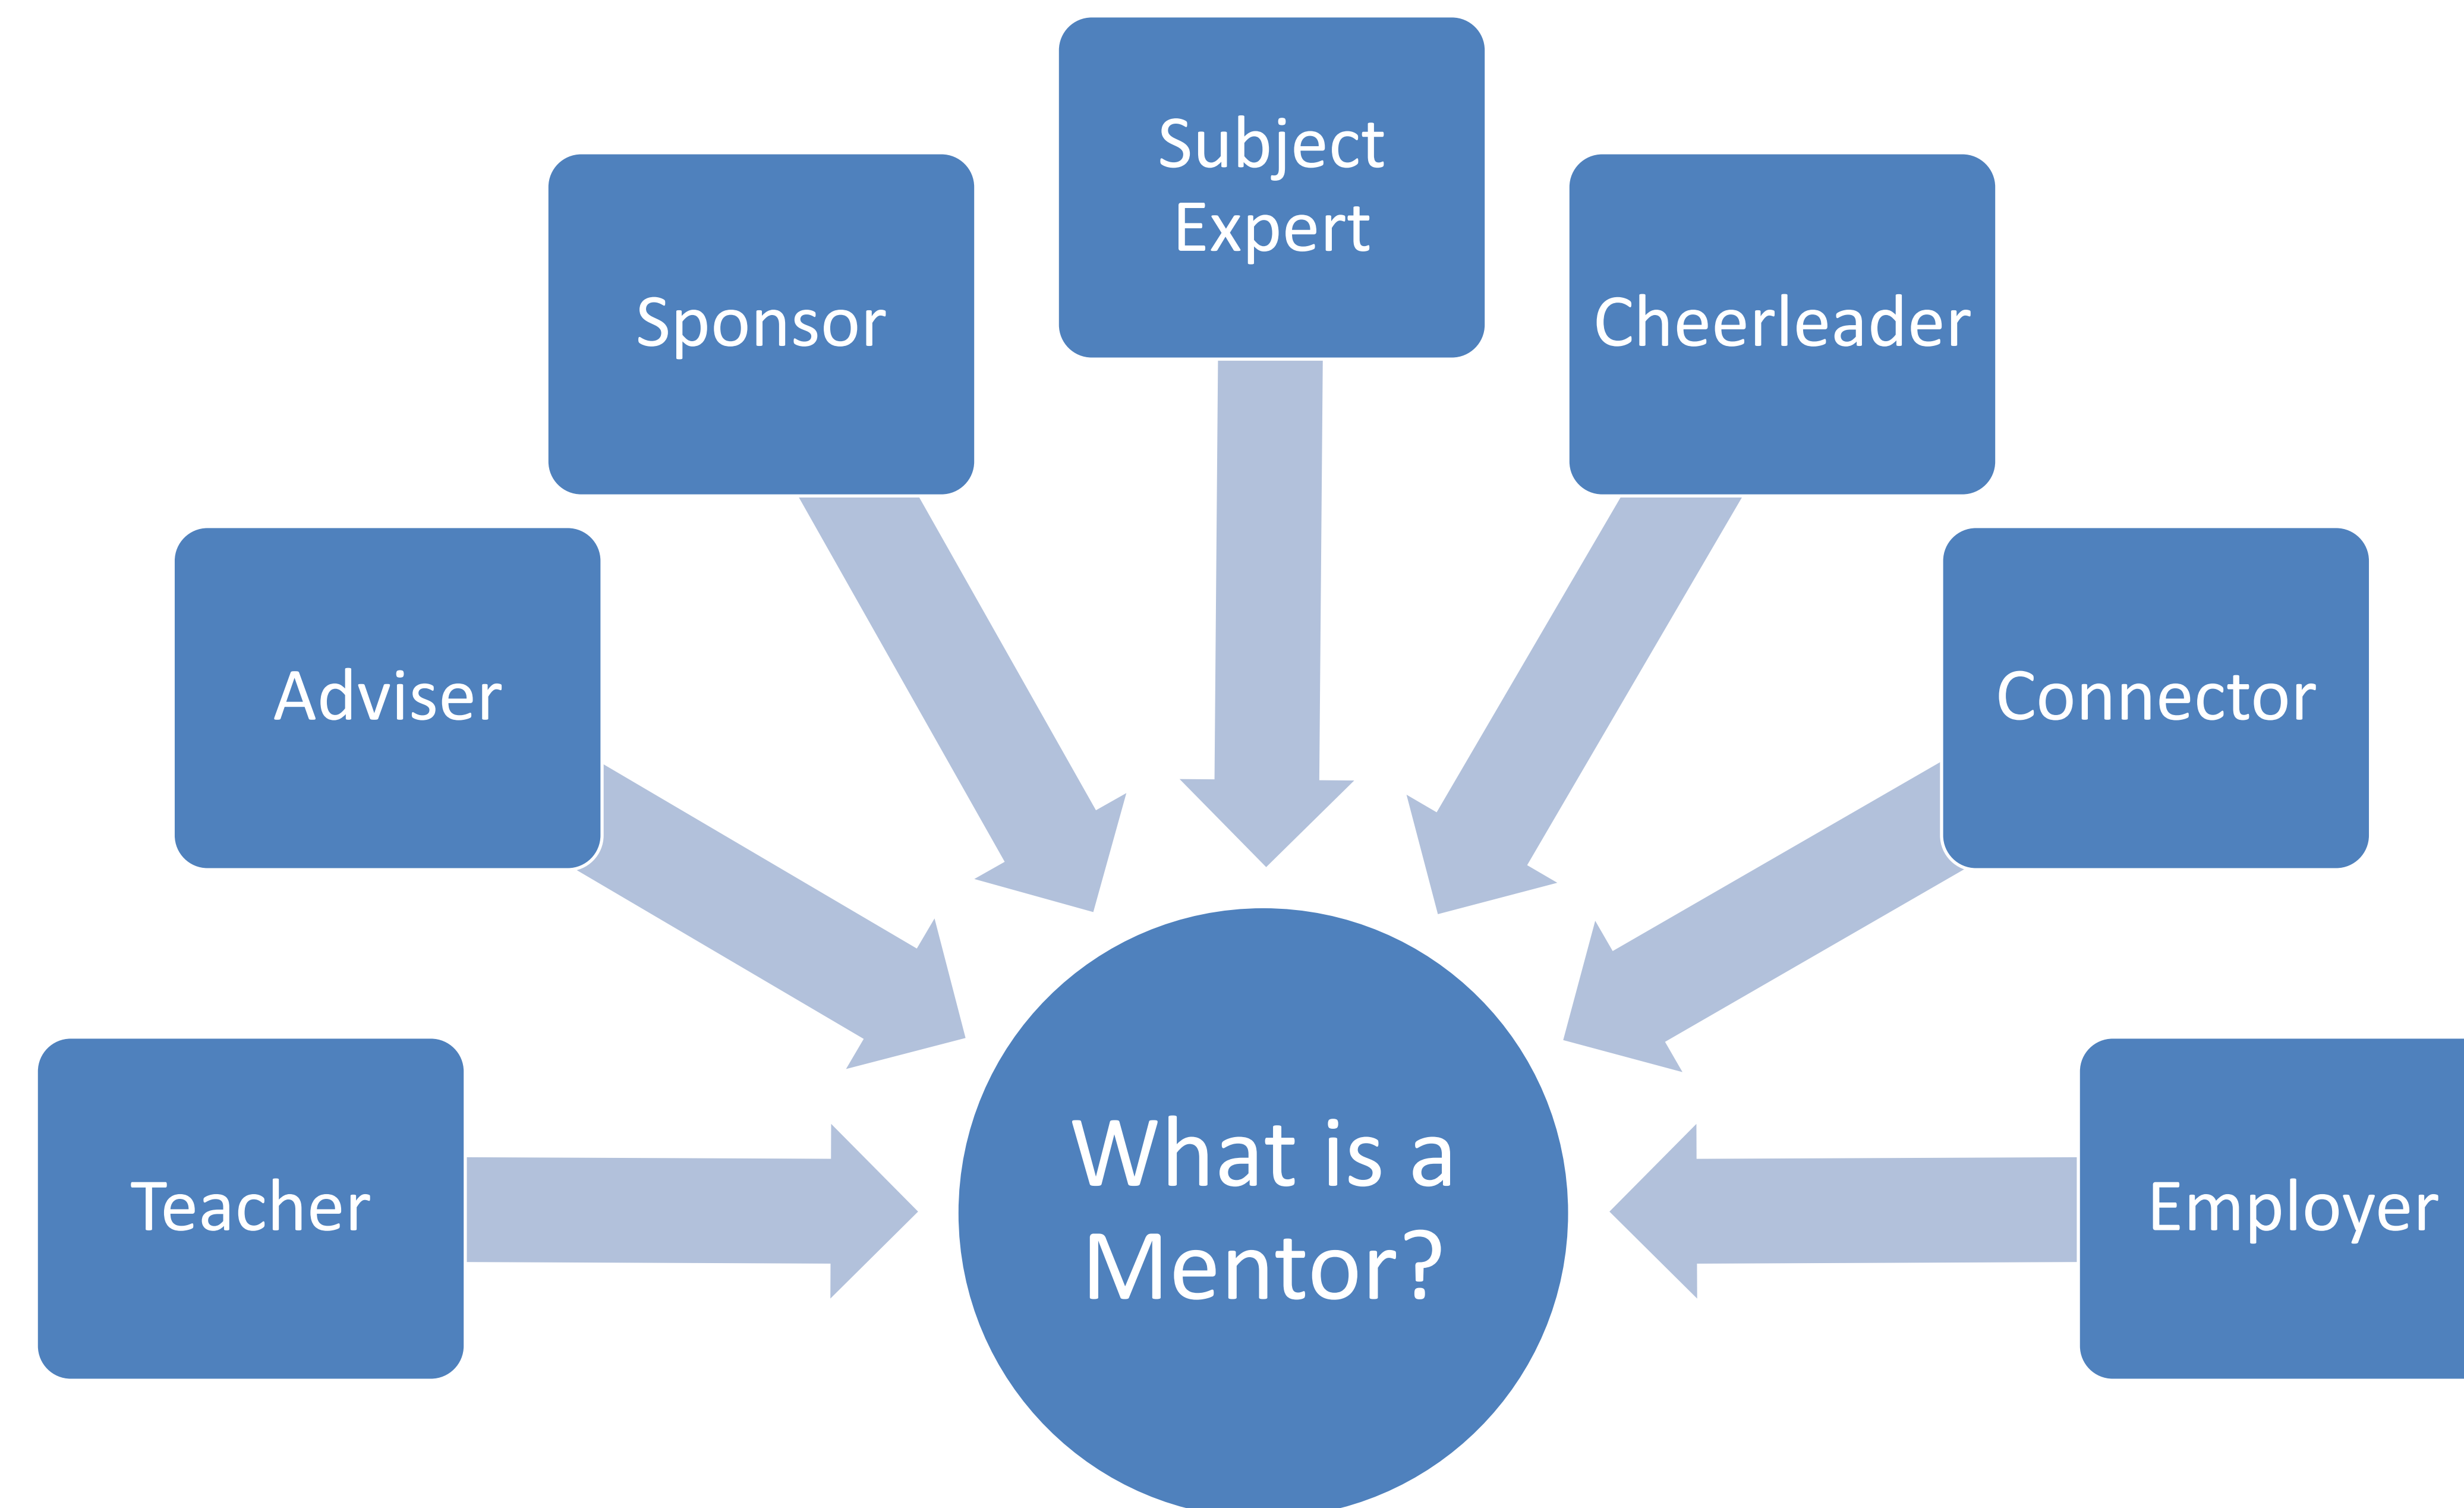 Subject
Expert
Sponsor
Cheerleader
Adviser
Connector
Teacher
What is a
Mentor?
Employer